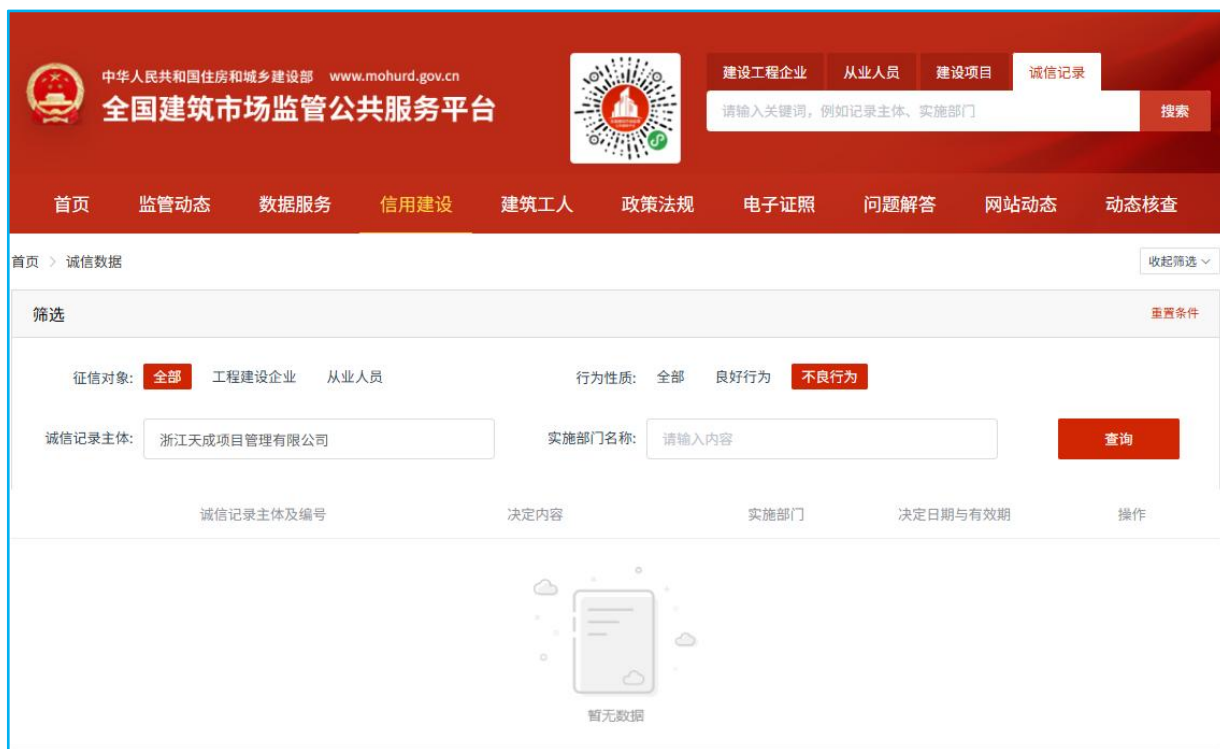 中华人民共和国住房和城乡建设部 www.mohurd.gov.cn
全国建筑市场监管公共服务平台
建设工程企业 从业人员 建设项目 诚信记录
请输入关键词，例如记录主体、实施部门 搜索
首页 监管动态 数据服务 信用建设 建筑工人 政策法规 电子证照 问题解答 网站动态 动态核查
首页 > 诚信数据 收起筛选
筛选 重置条件
征信对象: 全部 工程建设企业 从业人员 行为性质: 全部 良好行为 不良行为
诚信记录主体: 浙江天成项目管理有限公司 实施部门名称: 请输入内容 查询
诚信记录主体及编号 决定内容 实施部门 决定日期与有效期 操作
暂无数据